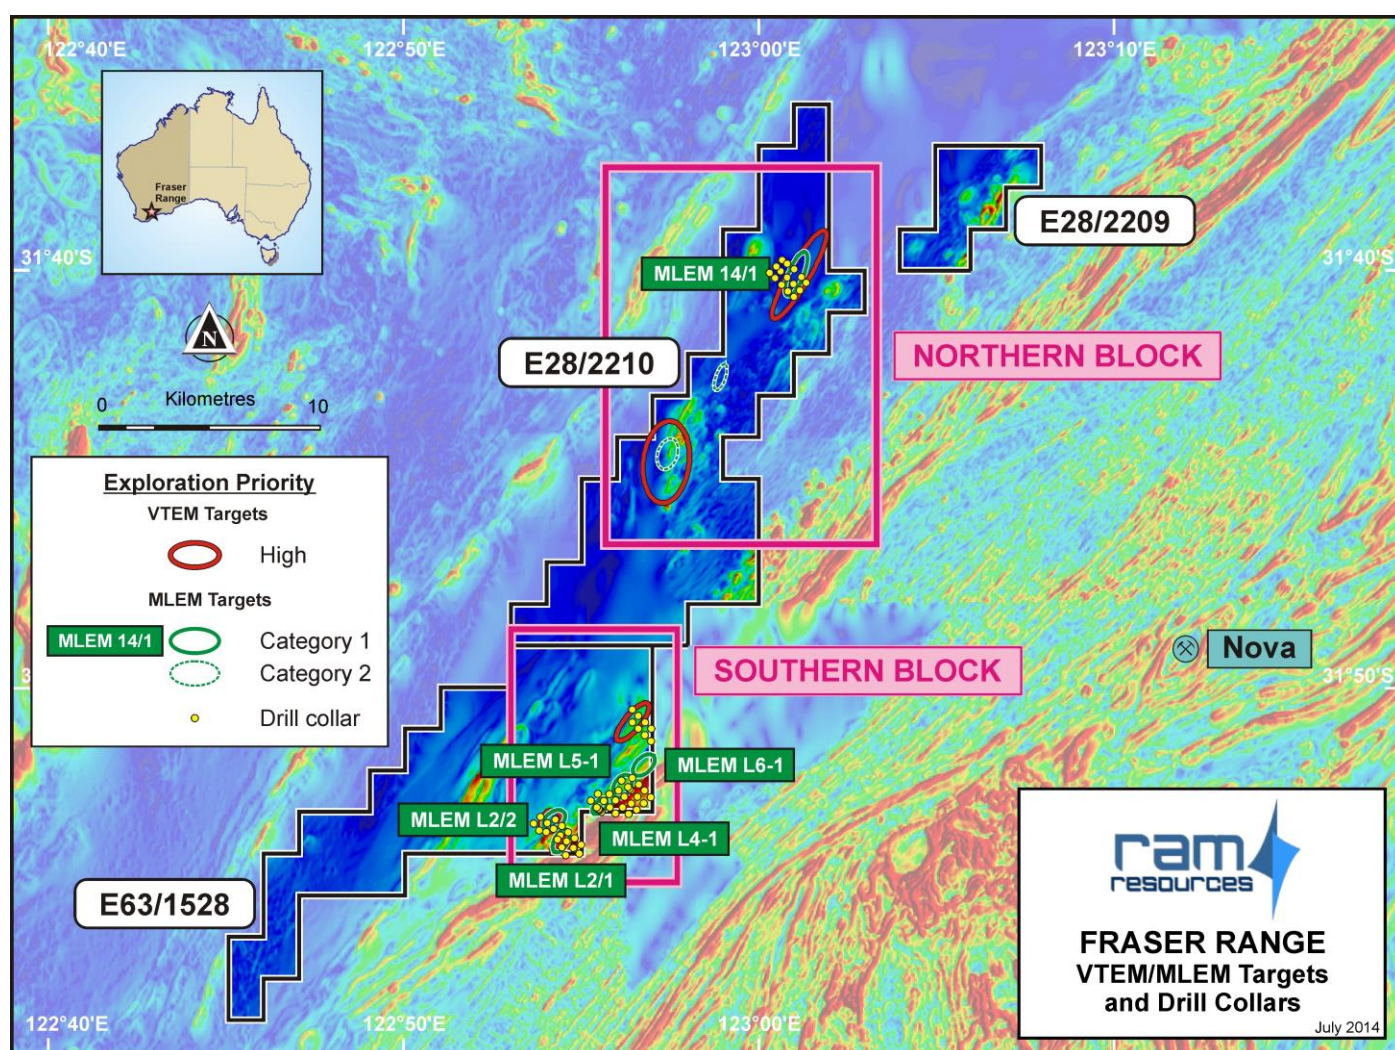 122°40'E
122°50'E
123°00'E
123°10'E
Fraser
Range
31°40'S
31°40'S
E28/2209
MLEM 14/1
N
Kilometres
0
10
E28/2210
NORTHERN BLOCK
Exploration Priority
VTEM Targets
High
MLEM Targets
MLEM 14/1
Category 1
Category 2
Drill collar
Nova
SOUTHERN BLOCK
31°50'S
MLEM L5-1
MLEM L6-1
MLEM L2/2
MLEM L4-1
MLEM L2/1
E63/1528
ram
resources
FRASER RANGE
VTEM/MLEM Targets
and Drill Collars
July 2014
122°40'E
122°50'E
123°00'E